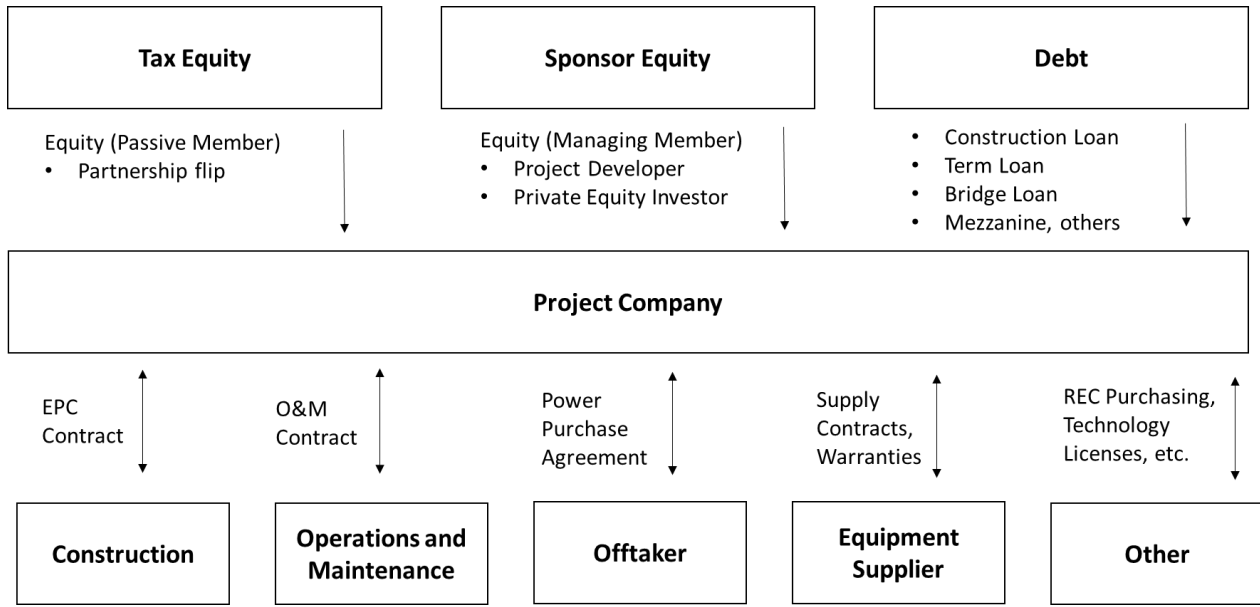 Tax Equity
Sponsor Equity
Debt
Equity (Passive Member)
• Partnership flip
Equity (Managing Member)
• Project Developer
• Private Equity Investor
• Construction Loan
• Term Loan
• Bridge Loan
• Mezzanine, others
Project Company
EPC
Contract
O&M
Contract
Power
Purchase
Agreement
Supply
Contracts,
Warranties
REC Purchasing,
Technology
Licenses, etc.
Construction
Operations and
Maintenance
Offtaker
Equipment
Supplier
Other